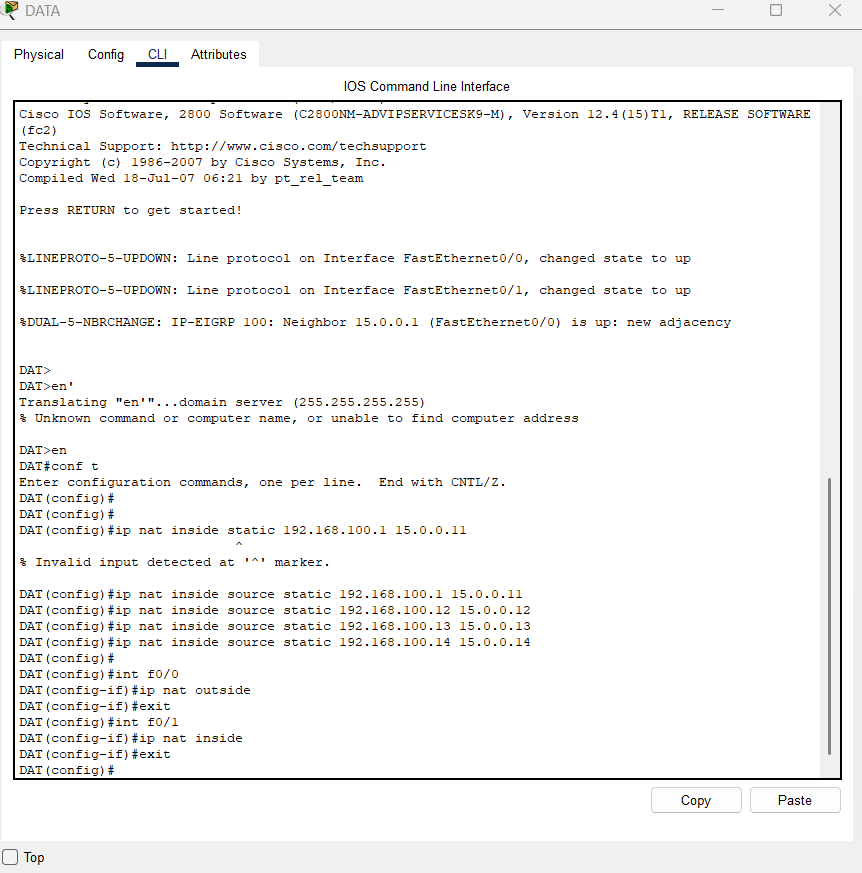 DATA
Physical Config CLI Attributes
IOS Command Line Interface
Cisco IOS Software, 2800 Software (C2800NM-ADVIPSERVICESK9-M), Version 12.4(15)T1, RELEASE SOFTWARE
(fc2)
Technical Support: http://www.cisco.com/techsupport
Copyright (c) 1986-2007 by Cisco Systems, Inc.
Compiled Wed 18-Jul-07 06:21 by pt_rel_team
Press RETURN to get started!
%LINEPROTO-5-UPDOWN: Line protocol on Interface FastEthernet0/0, changed state to up
%LINEPROTO-5-UPDOWN: Line protocol on Interface FastEthernet0/1, changed state to up
%DUAL-5-NBRCHANGE: IP-EIGRP 100: Neighbor 15.0.0.1 (FastEthernet0/0) is up: new adjacency
DAT>
DAT>en'
Translating "en'"...domain server (255.255.255.255)
% Unknown command or computer name, or unable to find computer address
DAT>en
DAT#conf t
Enter configuration commands, one per line.  End with CNTL/Z.
DAT(config)#
DAT(config)#
DAT(config)#ip nat inside static 192.168.100.1 15.0.0.11
^
% Invalid input detected at '^' marker.
DAT(config)#ip nat inside source static 192.168.100.1 15.0.0.11
DAT(config)#ip nat inside source static 192.168.100.12 15.0.0.12
DAT(config)#ip nat inside source static 192.168.100.13 15.0.0.13
DAT(config)#ip nat inside source static 192.168.100.14 15.0.0.14
DAT(config)#
DAT(config)#int f0/0
DAT(config-if)#ip nat outside
DAT(config-if)#exit
DAT(config)#int f0/1
DAT(config-if)#ip nat inside
DAT(config-if)#exit
DAT(config)#
Copy Paste
Top